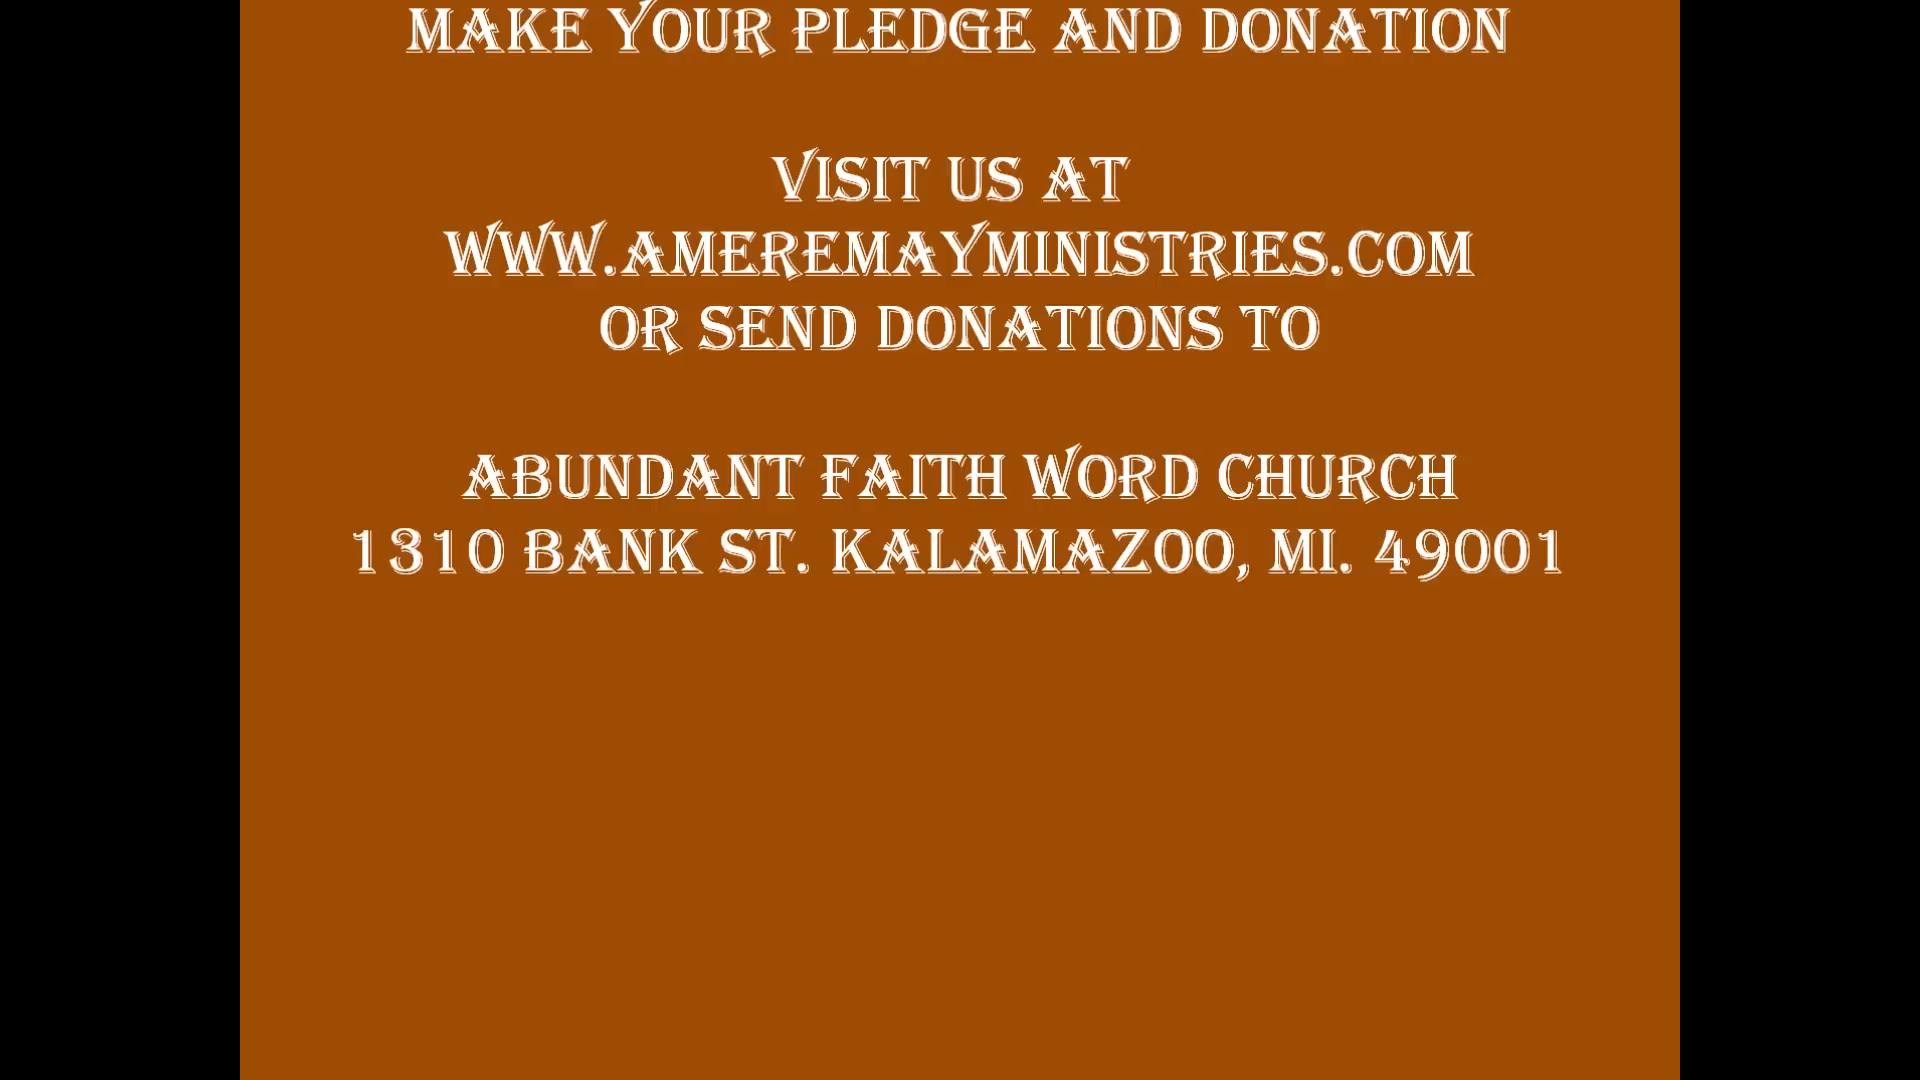 MAKE YOUR PLEDGE AND DONATION
VISIT US AT
WWW.AMEREMAYMINISTRIES.COM
OR SEND DONATIONS TO
ABUNDANT FAITH WORD CHURCH
1310 BANK ST. KALAMAZOO, MI. 49001